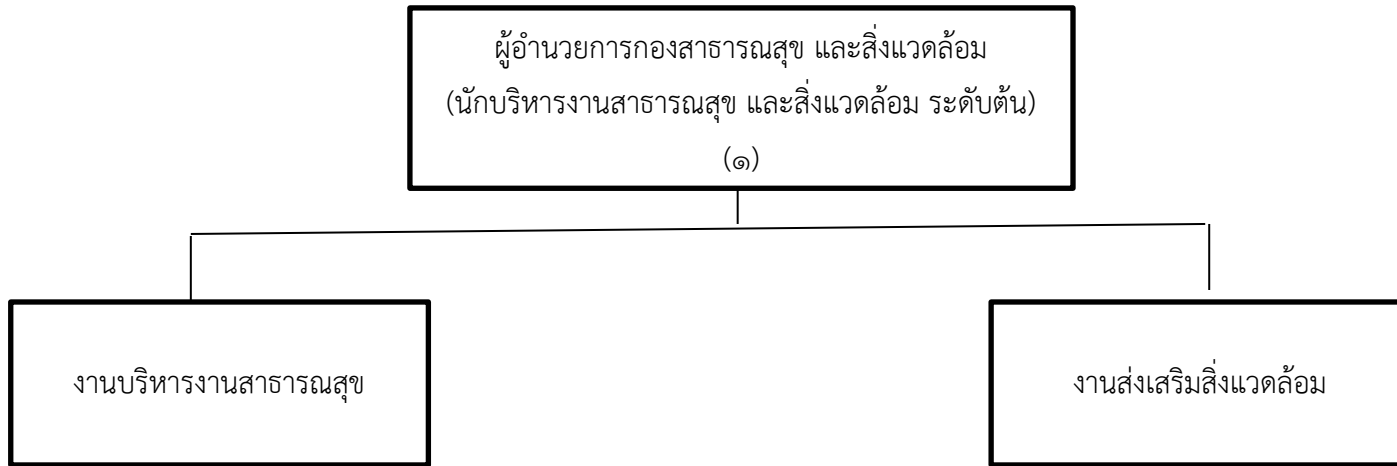 ผู้อำนวยการกองสาธารณสุข และสิ่งแวดล้อม
(นักบริหารงานสาธารณสุข และสิ่งแวดล้อม ระดับต้น)
(๑)
งานบริหารงานสาธารณสุข
งานส่งเสริมสิ่งแวดล้อม